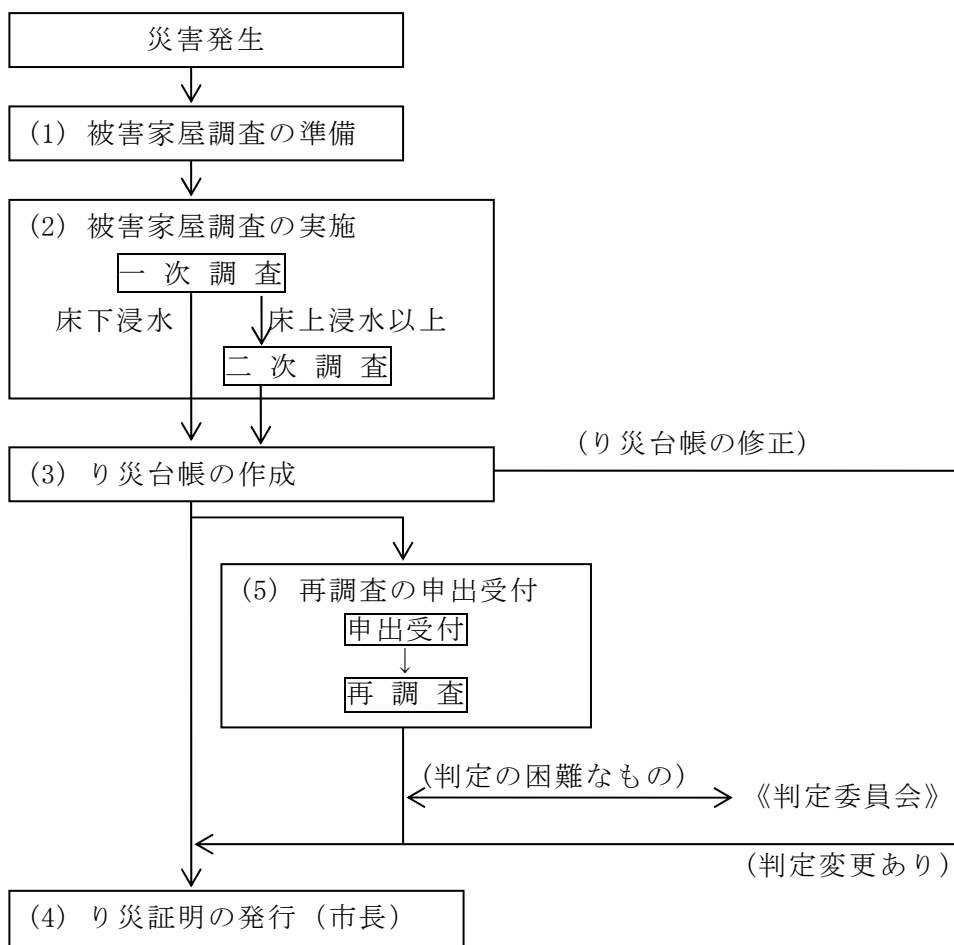 災害発生
(1) 被害家屋調査の準備
(2) 被害家屋調査の実施
一次調査
床下浸水
床上浸水以上
二次調査
(り災台帳の修正)
(3) り災台帳の作成
(5) 再調査の申出受付
申出受付
↓
再調査
(判定の困難なもの)
《判定委員会》
(判定変更あり)
(4) り災証明の発行(市長)